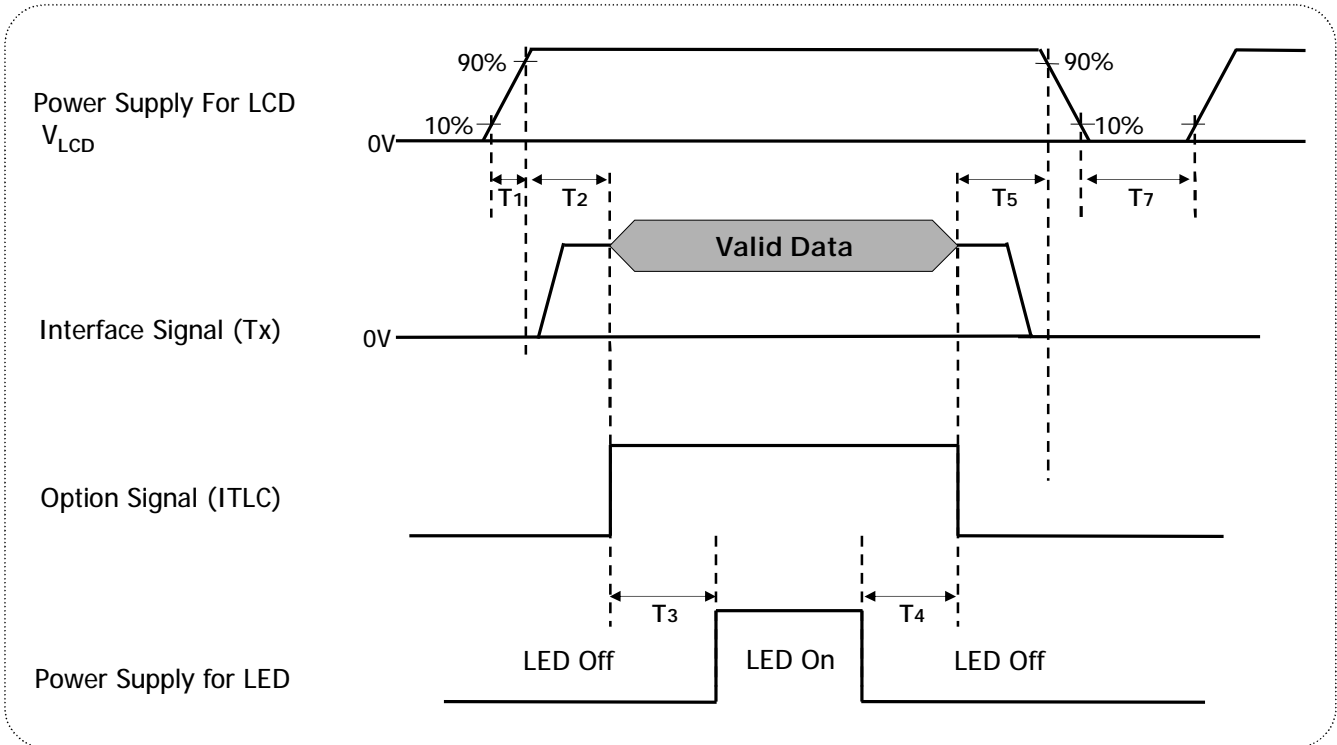 90%
90%
Power Supply For LCD
VLCD
10%
10%
0V
T1
T2
T5
T7
Valid Data
Interface Signal (Tx)
0V
Option Signal (ITLC)
T3
T4
LED Off
LED On
LED Off
Power Supply for LED